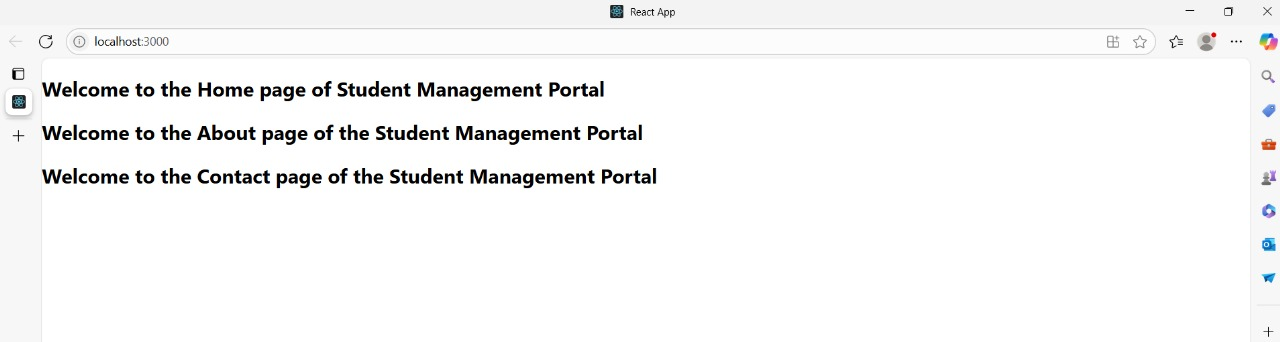 React App
localhost:3000
Welcome to the Home page of Student Management Portal
Welcome to the About page of the Student Management Portal
Welcome to the Contact page of the Student Management Portal